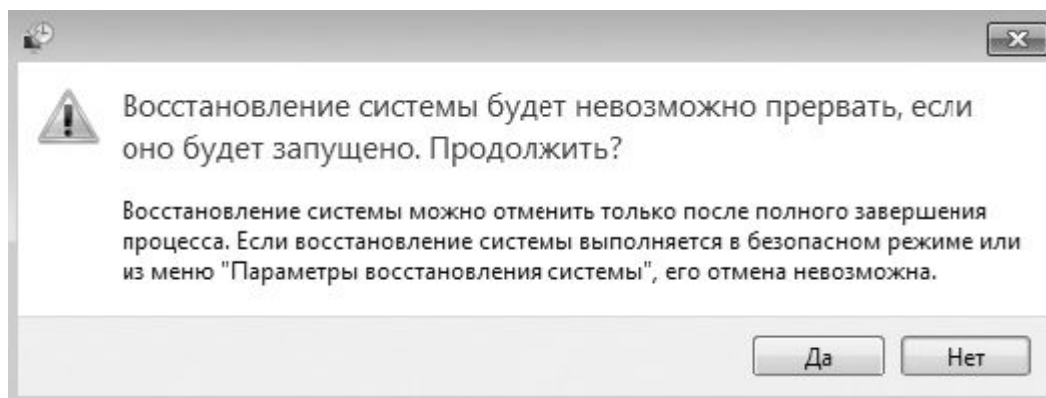 Восстановление системы будет невозможно прервать, если
оно будет запущено. Продолжить?
Восстановление системы можно отменить только после полного завершения
процесса. Если восстановление системы выполняется в безопасном режиме или
из меню "Параметры восстановления системы", его отмена невозможна.
Да
Нет